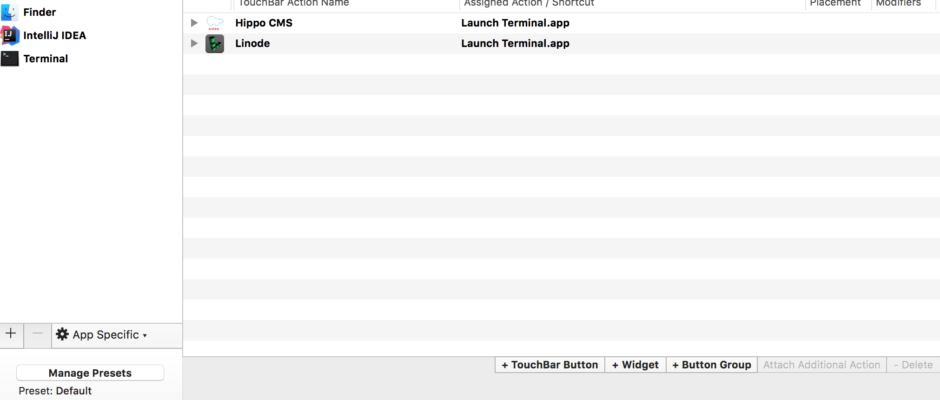 TouchBar Action Name Assigned Action / Shortcut Placement Modifiers
Finder
Hippo CMS Launch Terminal.app
IntelliJ IDEA
Linode Launch Terminal.app
Terminal
+ − App Specific
+ TouchBar Button + Widget + Button Group Attach Additional Action - Delete
Manage Presets
Preset: Default